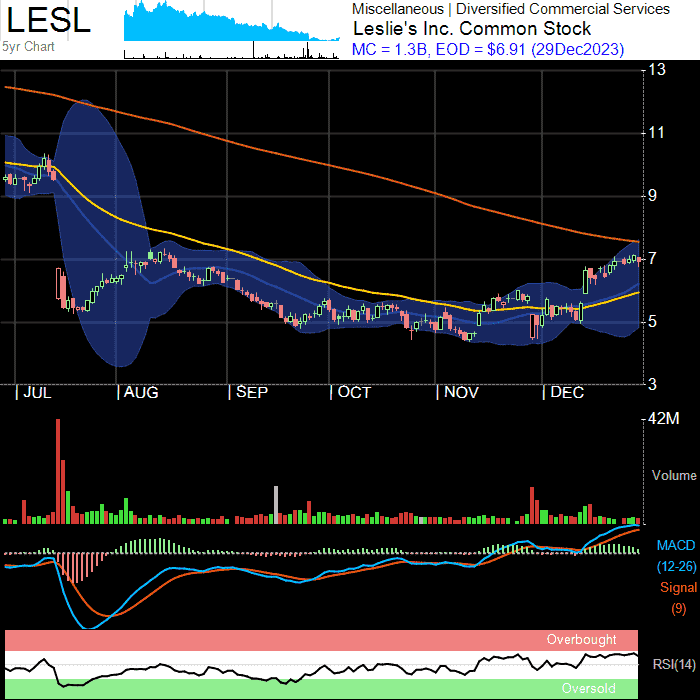 LESL
5yr Chart
Miscellaneous | Diversified Commercial Services
Leslie's Inc. Common Stock
MC = 1.3B, EOD = $6.91 (29Dec2023)
13
11
9
7
5
3
| JUL | AUG | SEP | OCT | NOV | DEC
42M
Volume
MACD
(12-26)
Signal
(9)
Overbought
RSI(14)
Oversold